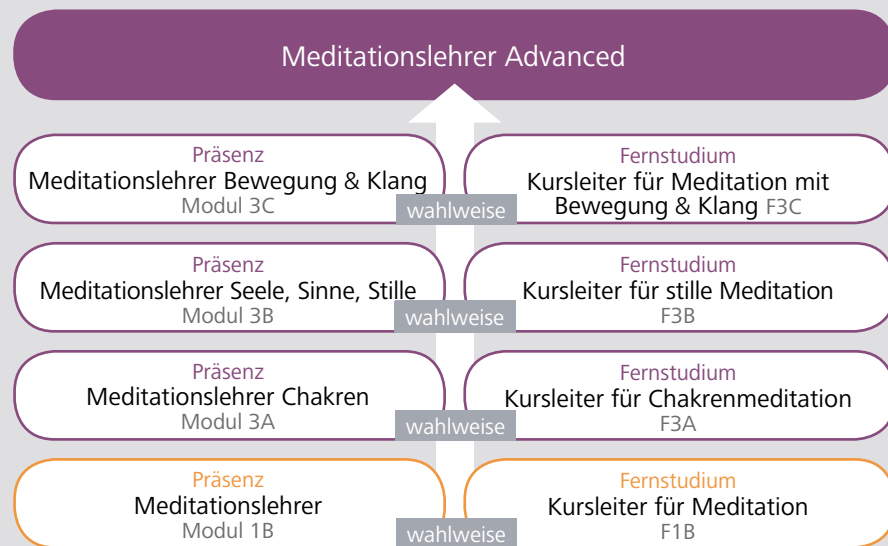 Meditationslehrer Advanced
Präsenz
Meditationslehrer Bewegung & Klang
Modul 3C
wahlweise
Fernstudium
Kursleiter für Meditation mit
Bewegung & Klang F3C
Präsenz
Meditationslehrer Seele, Sinne, Stille
Modul 3B
wahlweise
Fernstudium
Kursleiter für stille Meditation
F3B
Präsenz
Meditationslehrer Chakren
Modul 3A
wahlweise
Fernstudium
Kursleiter für Chakrenmeditation
F3A
Präsenz
Meditationslehrer
Modul 1B
wahlweise
Fernstudium
Kursleiter für Meditation
F1B